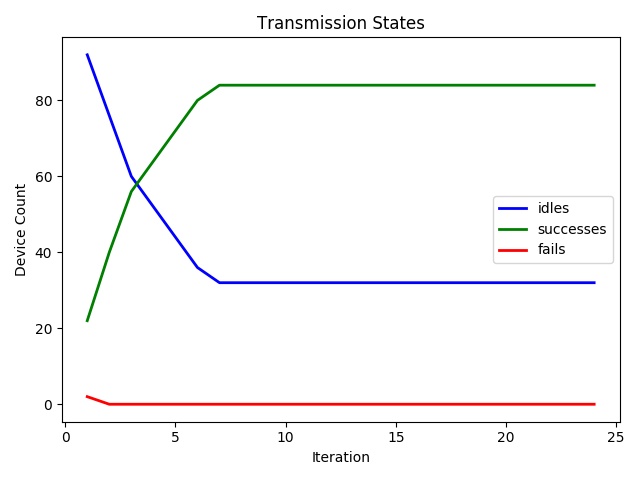 Transmission States
Device Count
80
60
40
20
0
idles
successes
fails
0 5 10 15 20 25
Iteration